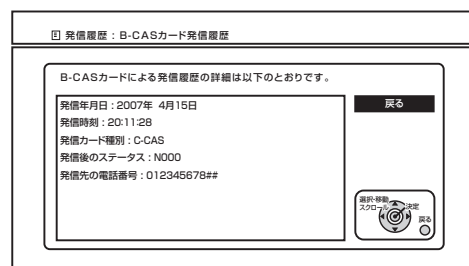 発信履歴 : B-CASカード発信履歴
B-CASカードによる発信履歴の詳細は以下のとおりです。
発信年月日 : 2007年 4月15日
発信時刻 : 20:11:28
発信カード種別 : C-CAS
発信後のステータス : N000
発信先の電話番号 : 012345678##
戻る
選択・移動
スクロール
決定
戻る